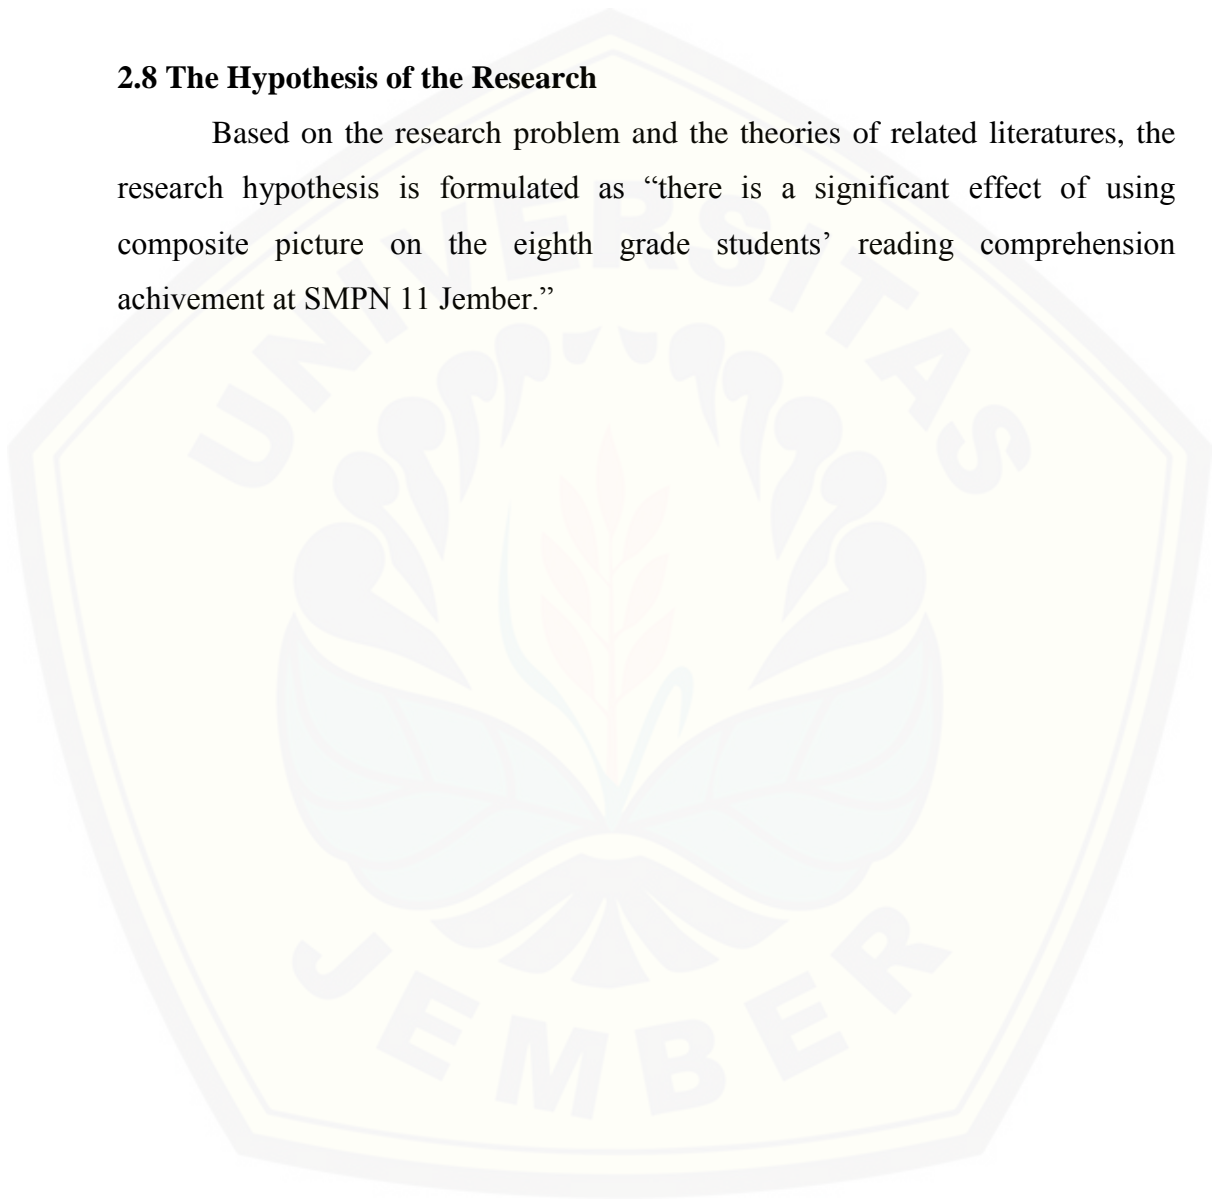 2.8 The Hypothesis of the Research
Based on the research problem and the theories of related literatures, the
research hypothesis is formulated as “there is a significant effect of using
composite picture on the eighth grade students’ reading comprehension
achivement at SMPN 11 Jember.”
UNIVERSITAS
JEMBER